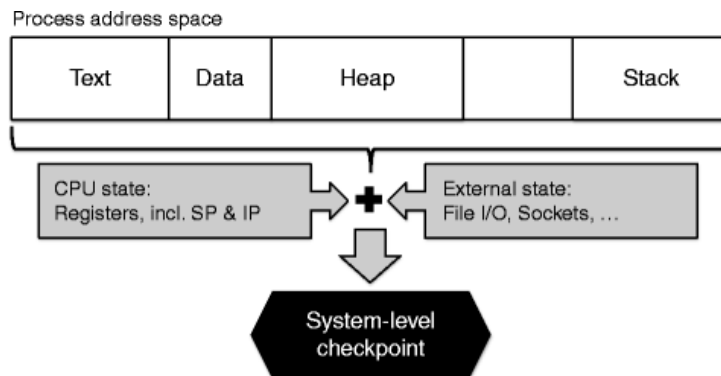 Process address space
Text
Data
Heap
Stack
CPU state:
Registers, incl. SP & IP
External state:
File I/O, Sockets, ...
System-level
checkpoint